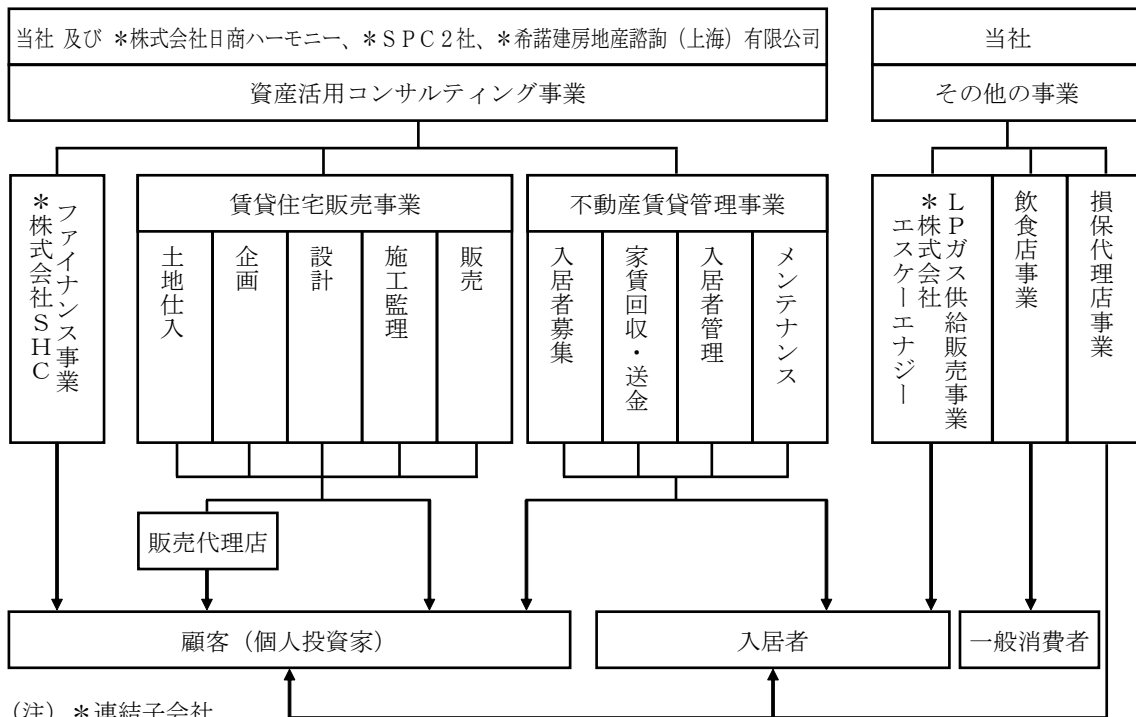 当社 及び ＊株式会社日商ハーモニー、＊ＳＰＣ２社、＊希諾建房地産諮詢（上海）有限公司
資産活用コンサルティング事業
当社
その他の事業
ファイナンス事業
＊株式会社ＳＨＣ
賃貸住宅販売事業
土地仕入
企画
設計
施工監理
販売
不動産賃貸管理事業
入居者募集
家賃回収・送金
入居者管理
メンテナンス
ＬＰガス供給販売事業
＊株式会社
エスケーエナジー
飲食店事業
損保代理店事業
販売代理店
顧客（個人投資家）
入居者
一般消費者
（注）＊連結子会社